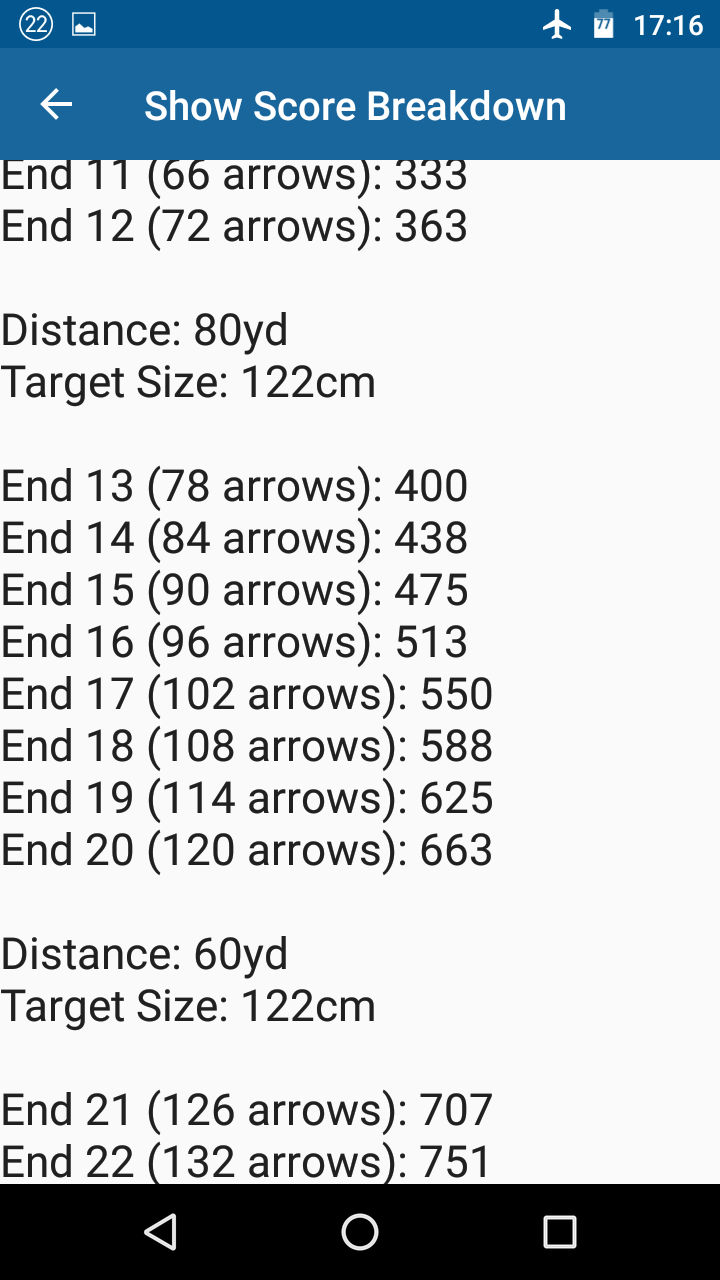 22 77 17:16
Show Score Breakdown
End 11 (66 arrows): 333
End 12 (72 arrows): 363
Distance: 80yd
Target Size: 122cm
End 13 (78 arrows): 400
End 14 (84 arrows): 438
End 15 (90 arrows): 475
End 16 (96 arrows): 513
End 17 (102 arrows): 550
End 18 (108 arrows): 588
End 19 (114 arrows): 625
End 20 (120 arrows): 663
Distance: 60yd
Target Size: 122cm
End 21 (126 arrows): 707
End 22 (132 arrows): 751